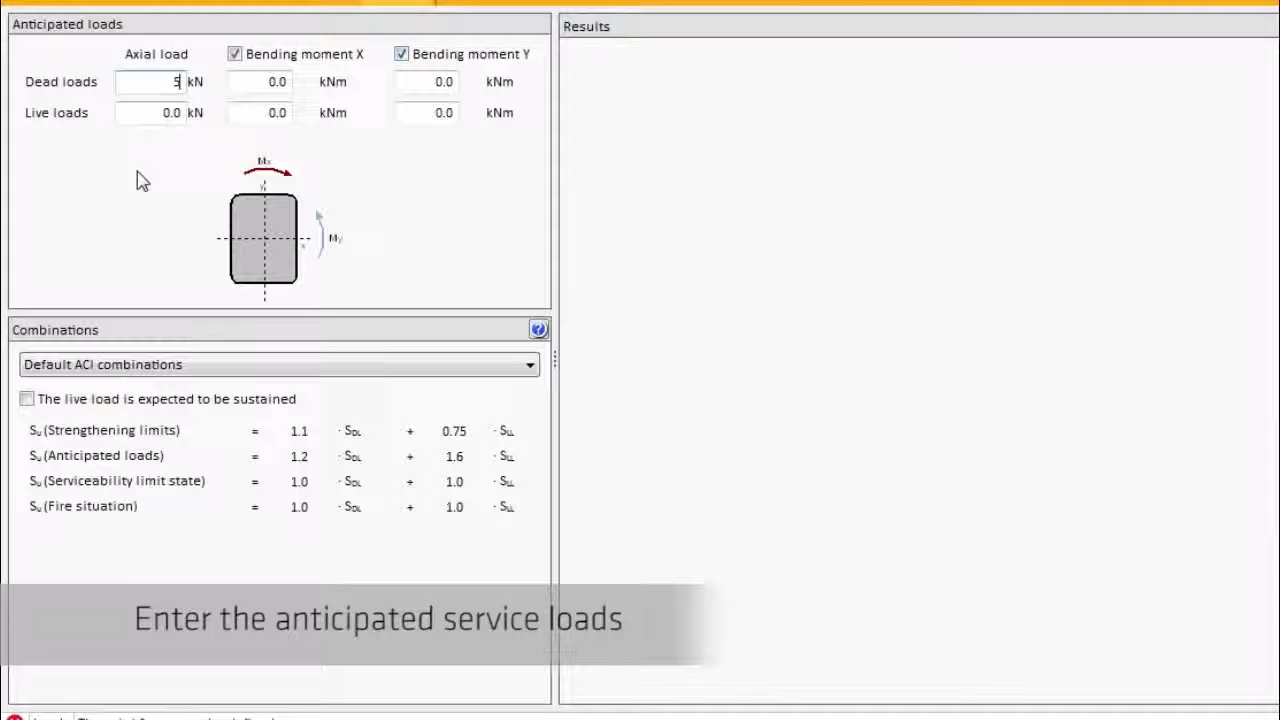 Anticipated loads
Axial load Bending moment X Bending moment Y
Dead loads 5 kN 0.0 kNm 0.0 kNm
Live loads 0.0 kN 0.0 kNm 0.0 kNm
Mx
y
x
My
Combinations
Default ACI combinations
The live load is expected to be sustained
Su (Strengthening limits) = 1.1 · SDL + 0.75 · SLL
Su (Anticipated loads) = 1.2 · SDL + 1.6 · SLL
Su (Serviceability limit state) = 1.0 · SDL + 1.0 · SLL
Su (Fire situation) = 1.0 · SDL + 1.0 · SLL
Results
Enter the anticipated service loads